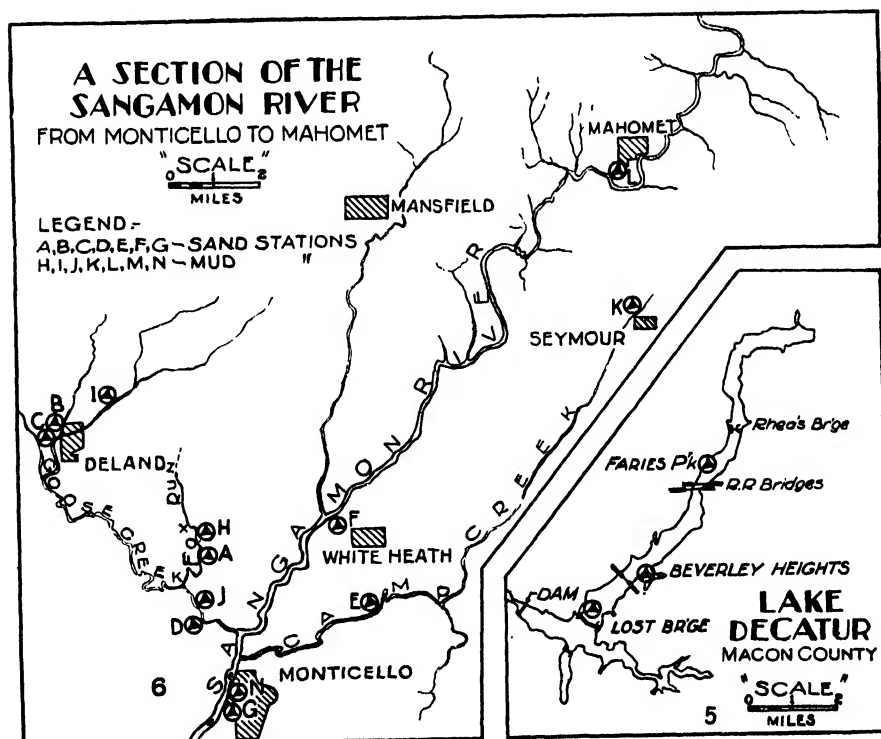 A SECTION OF THE
SANGAMON RIVER
FROM MONTICELLO TO MAHOMET
"SCALE"
0 2
MILES
LEGEND:-
A,B,C,D,E,F,G-SAND STATIONS
H,I,J,K,L,M,N-MUD "
MAHOMET
L
MANSFIELD
K
SEYMOUR
SANGAMON RIVER
I
B
C
DELAND
GOOSE CREEK
FOX RUN
H
A
J
D
F
WHITE HEATH
CAMP CREEK
E
MONTICELLO
N
G
6
Rhea's Br'ge
FARIES P'k
R.R Bridges
BEVERLEY HEIGHTS
DAM
LOST BR'GE
LAKE
DECATUR
MACON COUNTY
"SCALE"
0 2
MILES
5